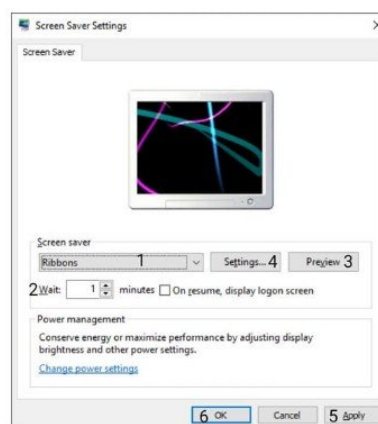 Screen Saver Settings
Screen Saver
Screen saver
Ribbons 1 Settings... 4 Preview 3
2 Wait: 1 minutes On resume, display logon screen
Power management
Conserve energy or maximize performance by adjusting display
brightness and other power settings.
Change power settings
6 OK Cancel 5 Apply